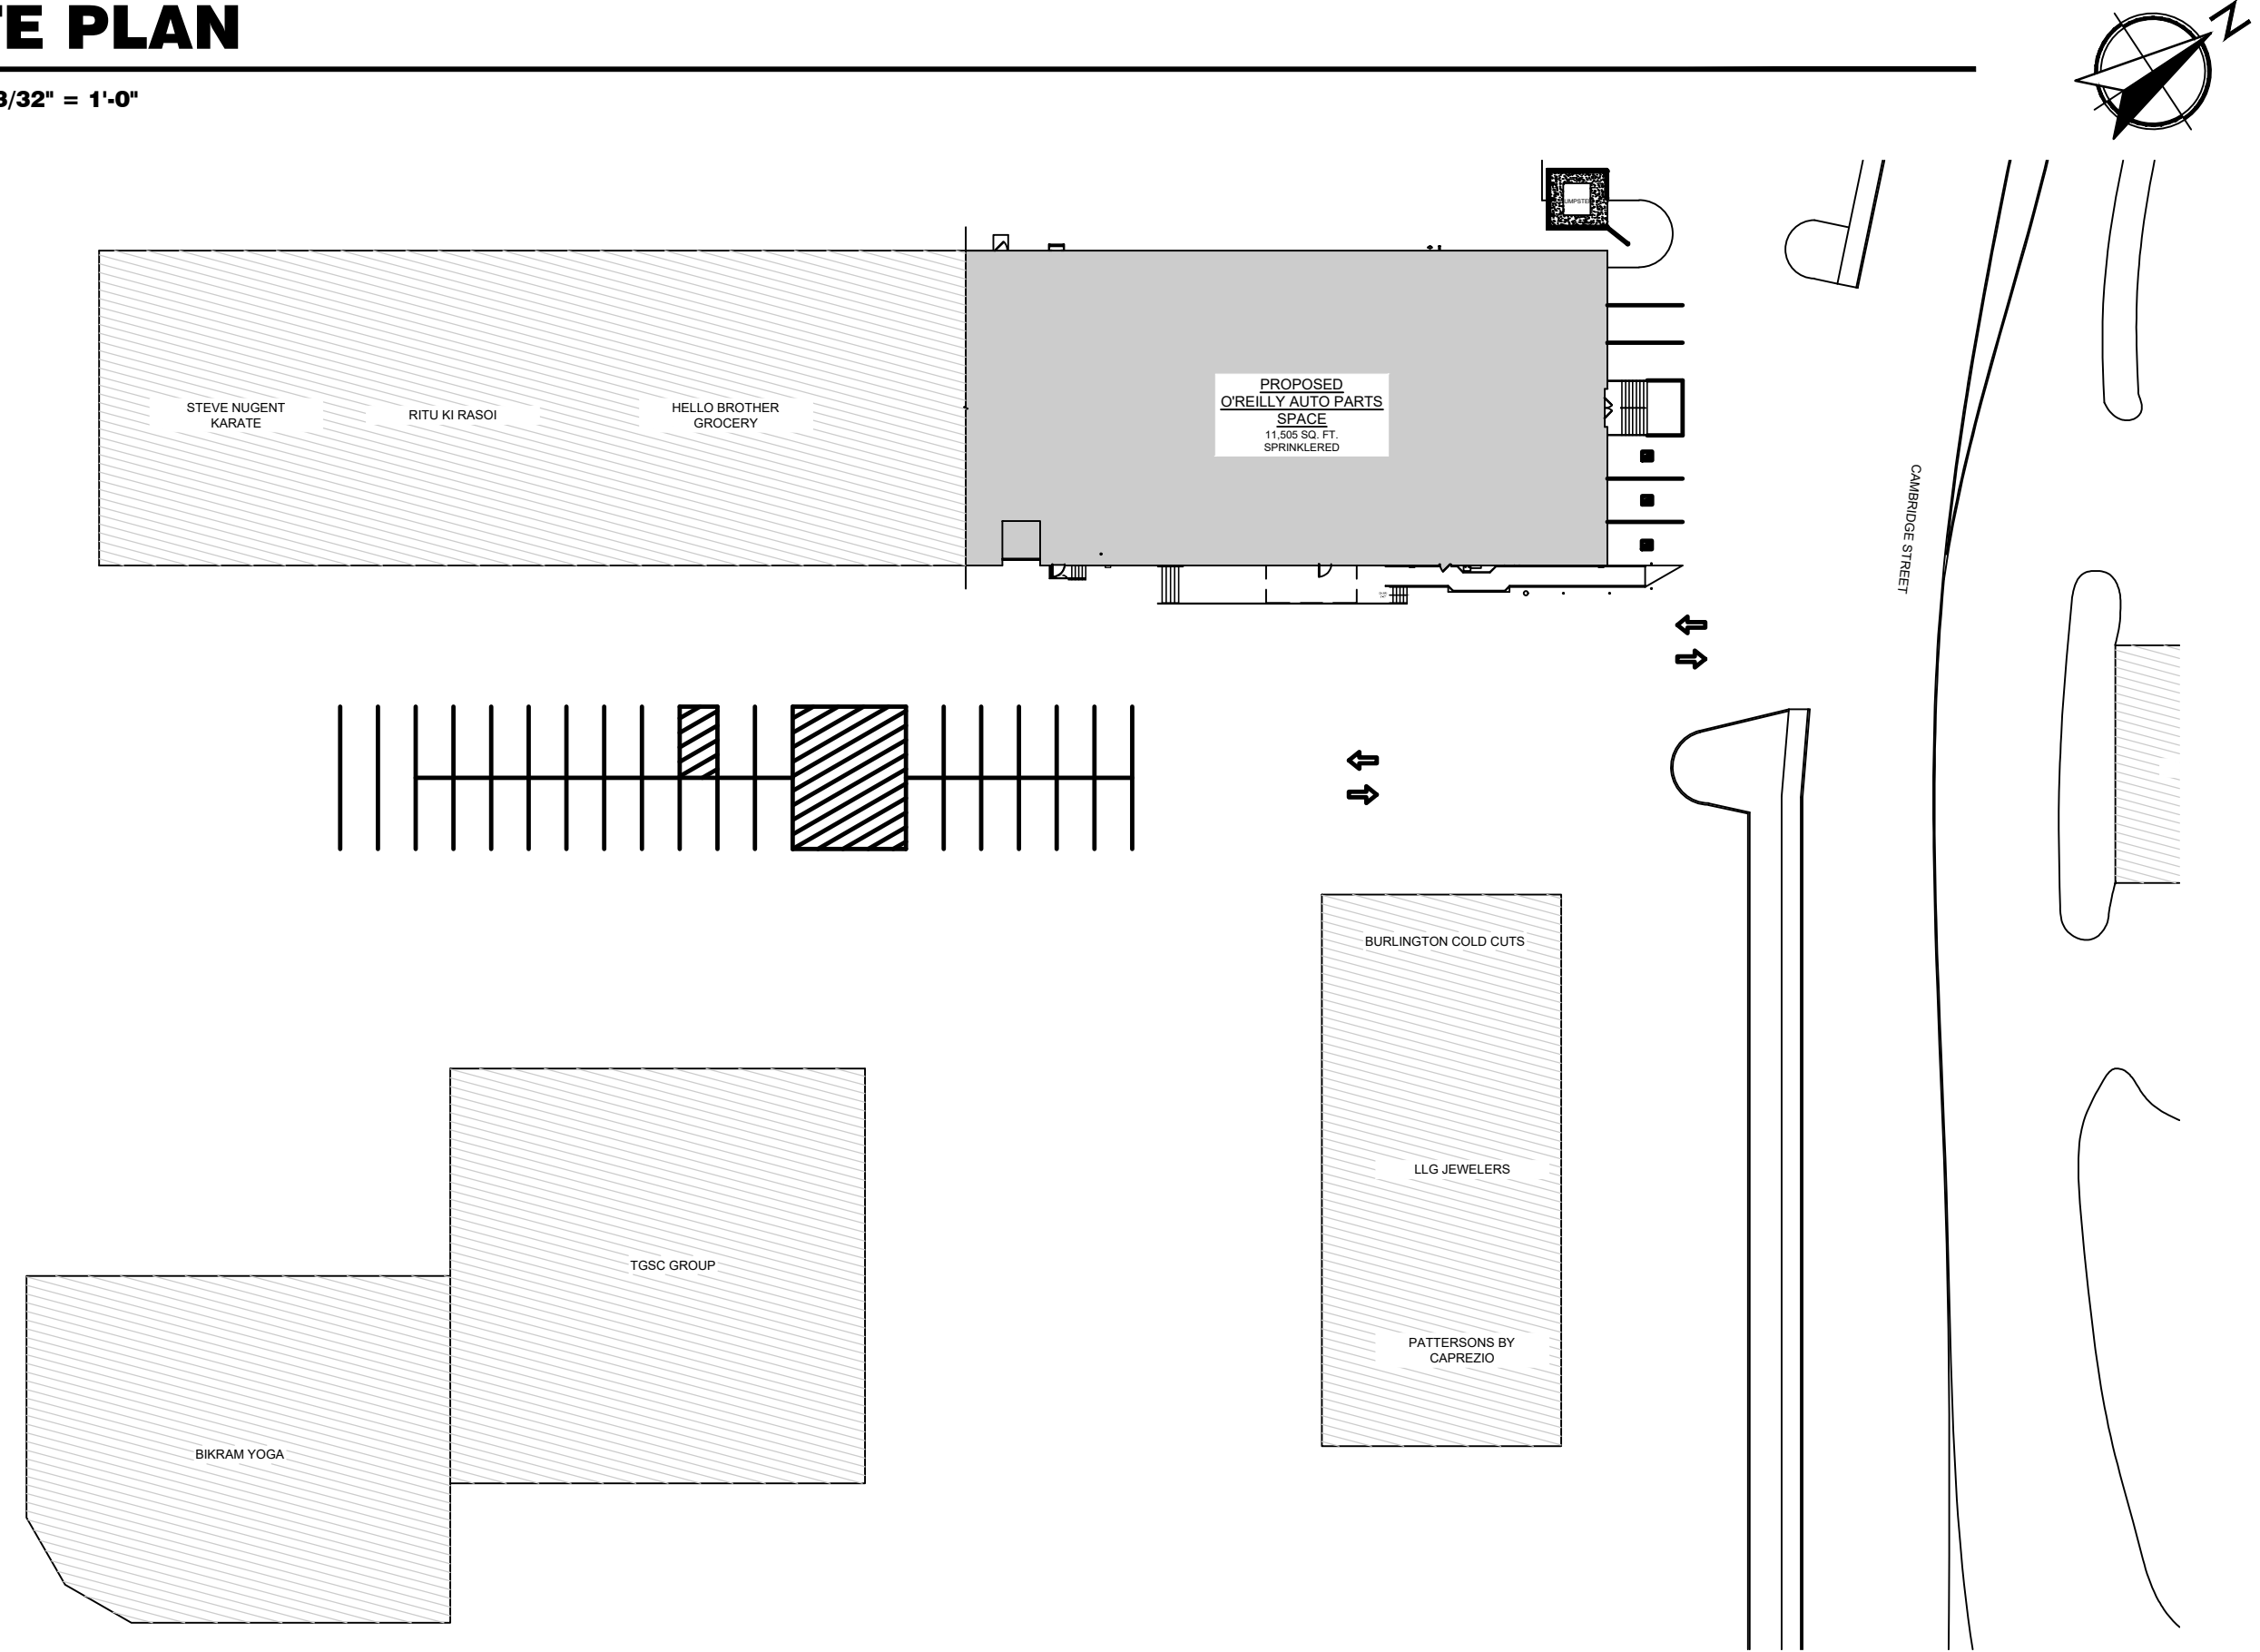 TE PLAN
3/32" = 1'-0"
N
UMPSTE
STEVE NUGENT
KARATE
RITU KI RASOI
HELLO BROTHER
GROCERY
PROPOSED
O'REILLY AUTO PARTS
SPACE
11,505 SQ. FT.
SPRINKLERED
CAMBRIDGE STREET
BURLINGTON COLD CUTS
LLG JEWELERS
PATTERSONS BY
CAPREZIO
TGSC GROUP
BIKRAM YOGA